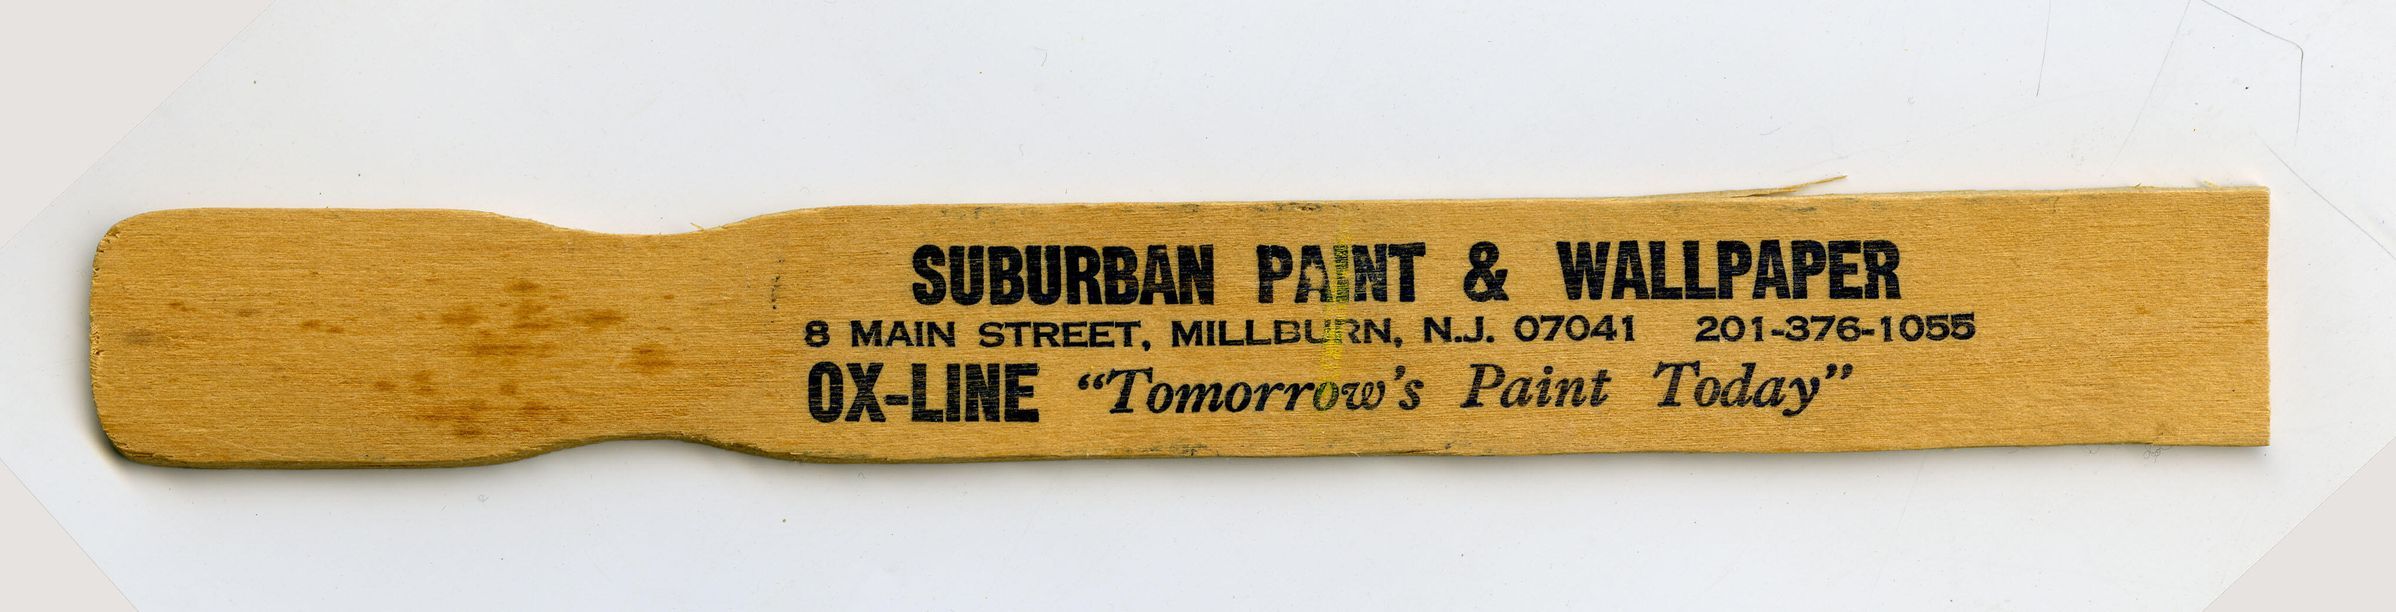 SUBURBAN PAINT & WALLPAPER
8 MAIN STREET, MILLBURN, N.J. 07041 201-376-1055
OX-LINE “Tomorrow’s Paint Today”